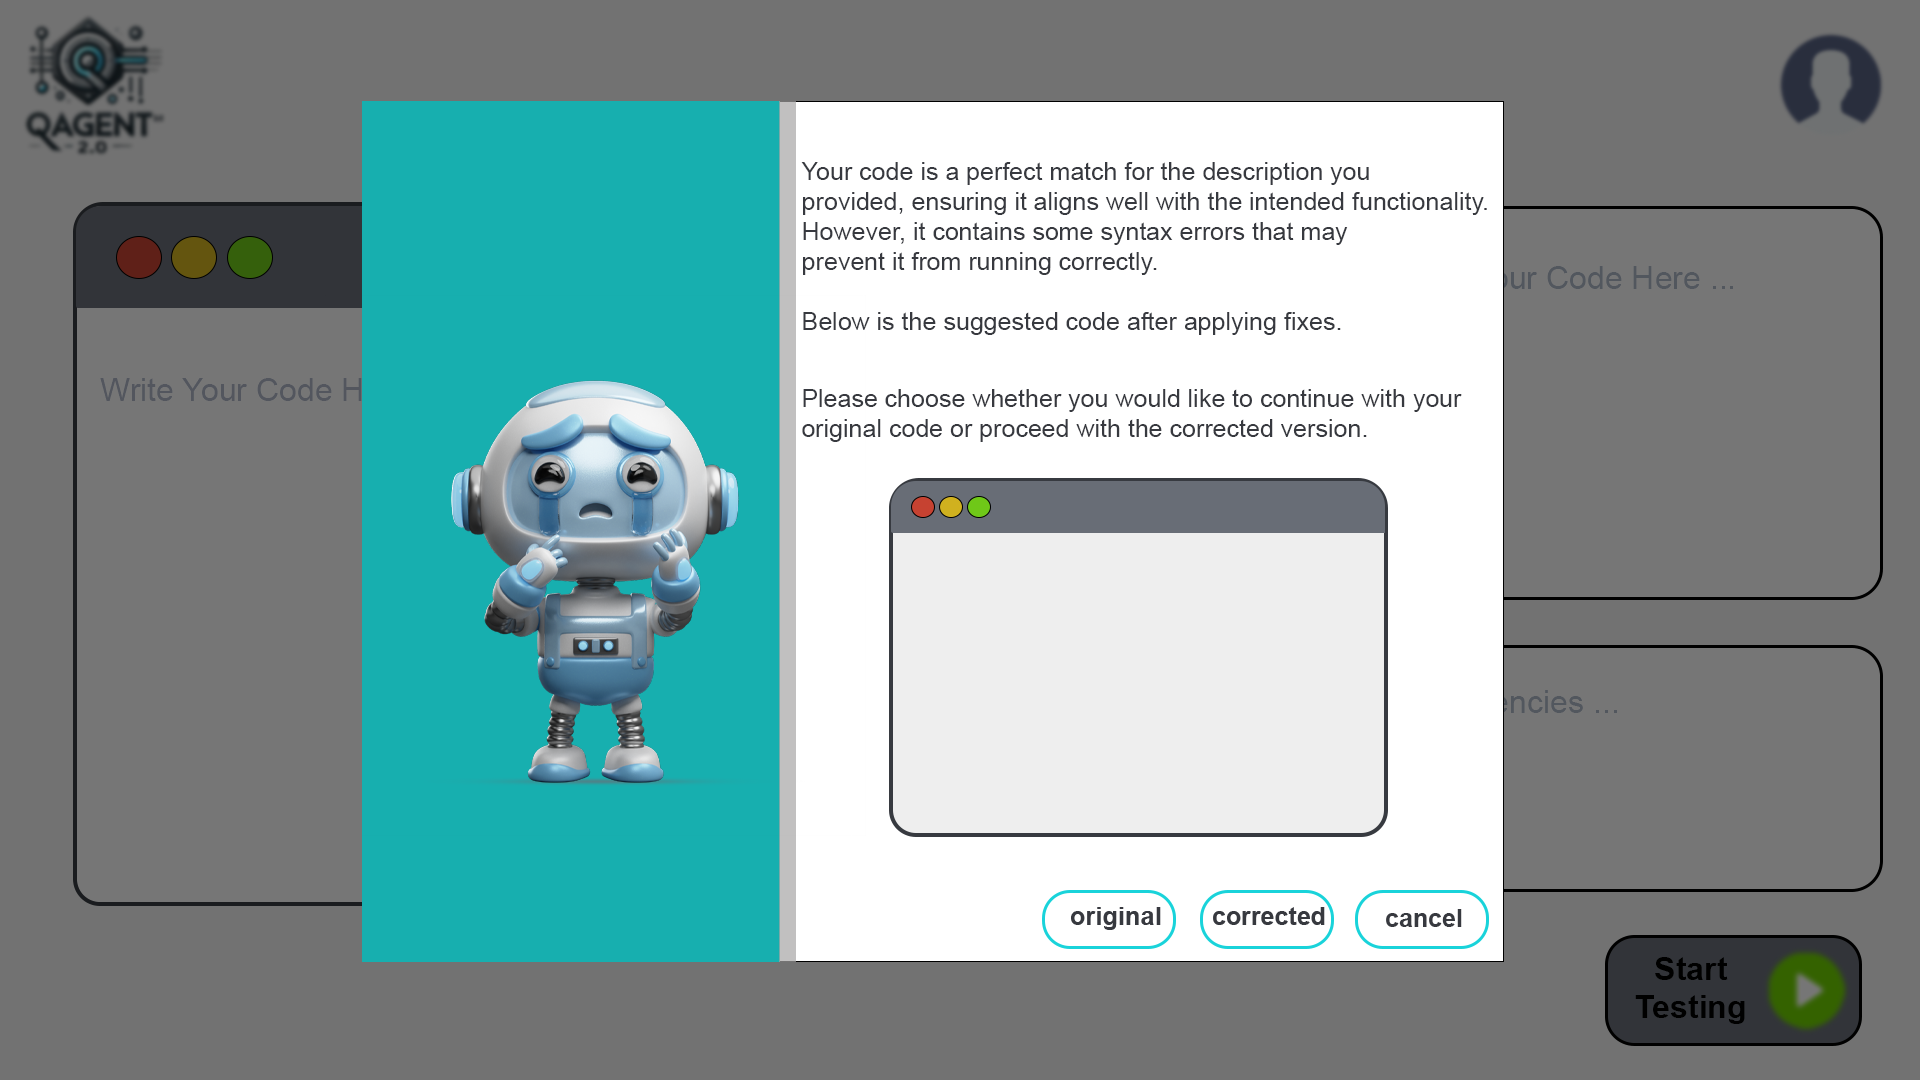 QAGENT
2.0
Your code is a perfect match for the description you
provided, ensuring it aligns well with the intended functionality.
However, it contains some syntax errors that may
prevent it from running correctly.
Below is the suggested code after applying fixes.
Please choose whether you would like to continue with your
original code or proceed with the corrected version.
original
corrected
cancel
Write Your Code H
our Code Here ...
encies ...
Start
Testing